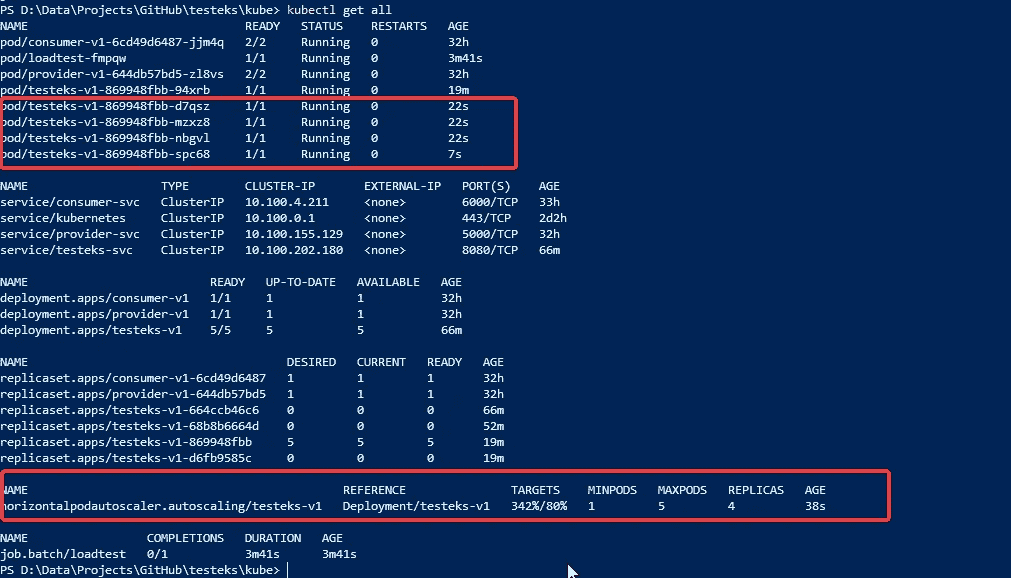 PS D:\Data\Projects\GitHub\testeks\kube> kubectl get all
NAME READY STATUS RESTARTS AGE
pod/consumer-v1-6cd49d6487-jjm4q 2/2 Running 0 32h
pod/loadtest-fmpqw 1/1 Running 0 3m41s
pod/provider-v1-644db57bd5-zl8vs 2/2 Running 0 32h
pod/testeks-v1-869948fbb-94xrb 1/1 Running 0 19m
pod/testeks-v1-869948fbb-d7qsz 1/1 Running 0 22s
pod/testeks-v1-869948fbb-mzxz8 1/1 Running 0 22s
pod/testeks-v1-869948fbb-nbgvl 1/1 Running 0 22s
pod/testeks-v1-869948fbb-spc68 1/1 Running 0 7s
NAME TYPE CLUSTER-IP EXTERNAL-IP PORT(S) AGE
service/consumer-svc ClusterIP 10.100.4.211 <none> 6000/TCP 33h
service/kubernetes ClusterIP 10.100.0.1 <none> 443/TCP 2d2h
service/provider-svc ClusterIP 10.100.155.129 <none> 5000/TCP 32h
service/testeks-svc ClusterIP 10.100.202.180 <none> 8080/TCP 66m
NAME READY UP-TO-DATE AVAILABLE AGE
deployment.apps/consumer-v1 1/1 1 1 32h
deployment.apps/provider-v1 1/1 1 1 32h
deployment.apps/testeks-v1 5/5 5 5 66m
NAME DESIRED CURRENT READY AGE
replicaset.apps/consumer-v1-6cd49d6487 1 1 1 32h
replicaset.apps/provider-v1-644db57bd5 1 1 1 32h
replicaset.apps/testeks-v1-664ccb46c6 0 0 0 66m
replicaset.apps/testeks-v1-68b8b6664d 0 0 0 52m
replicaset.apps/testeks-v1-869948fbb 5 5 5 19m
replicaset.apps/testeks-v1-d6fb9585c 0 0 0 19m
NAME REFERENCE TARGETS MINPODS MAXPODS REPLICAS AGE
horizontalpodautoscaler.autoscaling/testeks-v1 Deployment/testeks-v1 342%/80% 1 5 4 38s
NAME COMPLETIONS DURATION AGE
job.batch/loadtest 0/1 3m41s 3m41s
PS D:\Data\Projects\GitHub\testeks\kube>